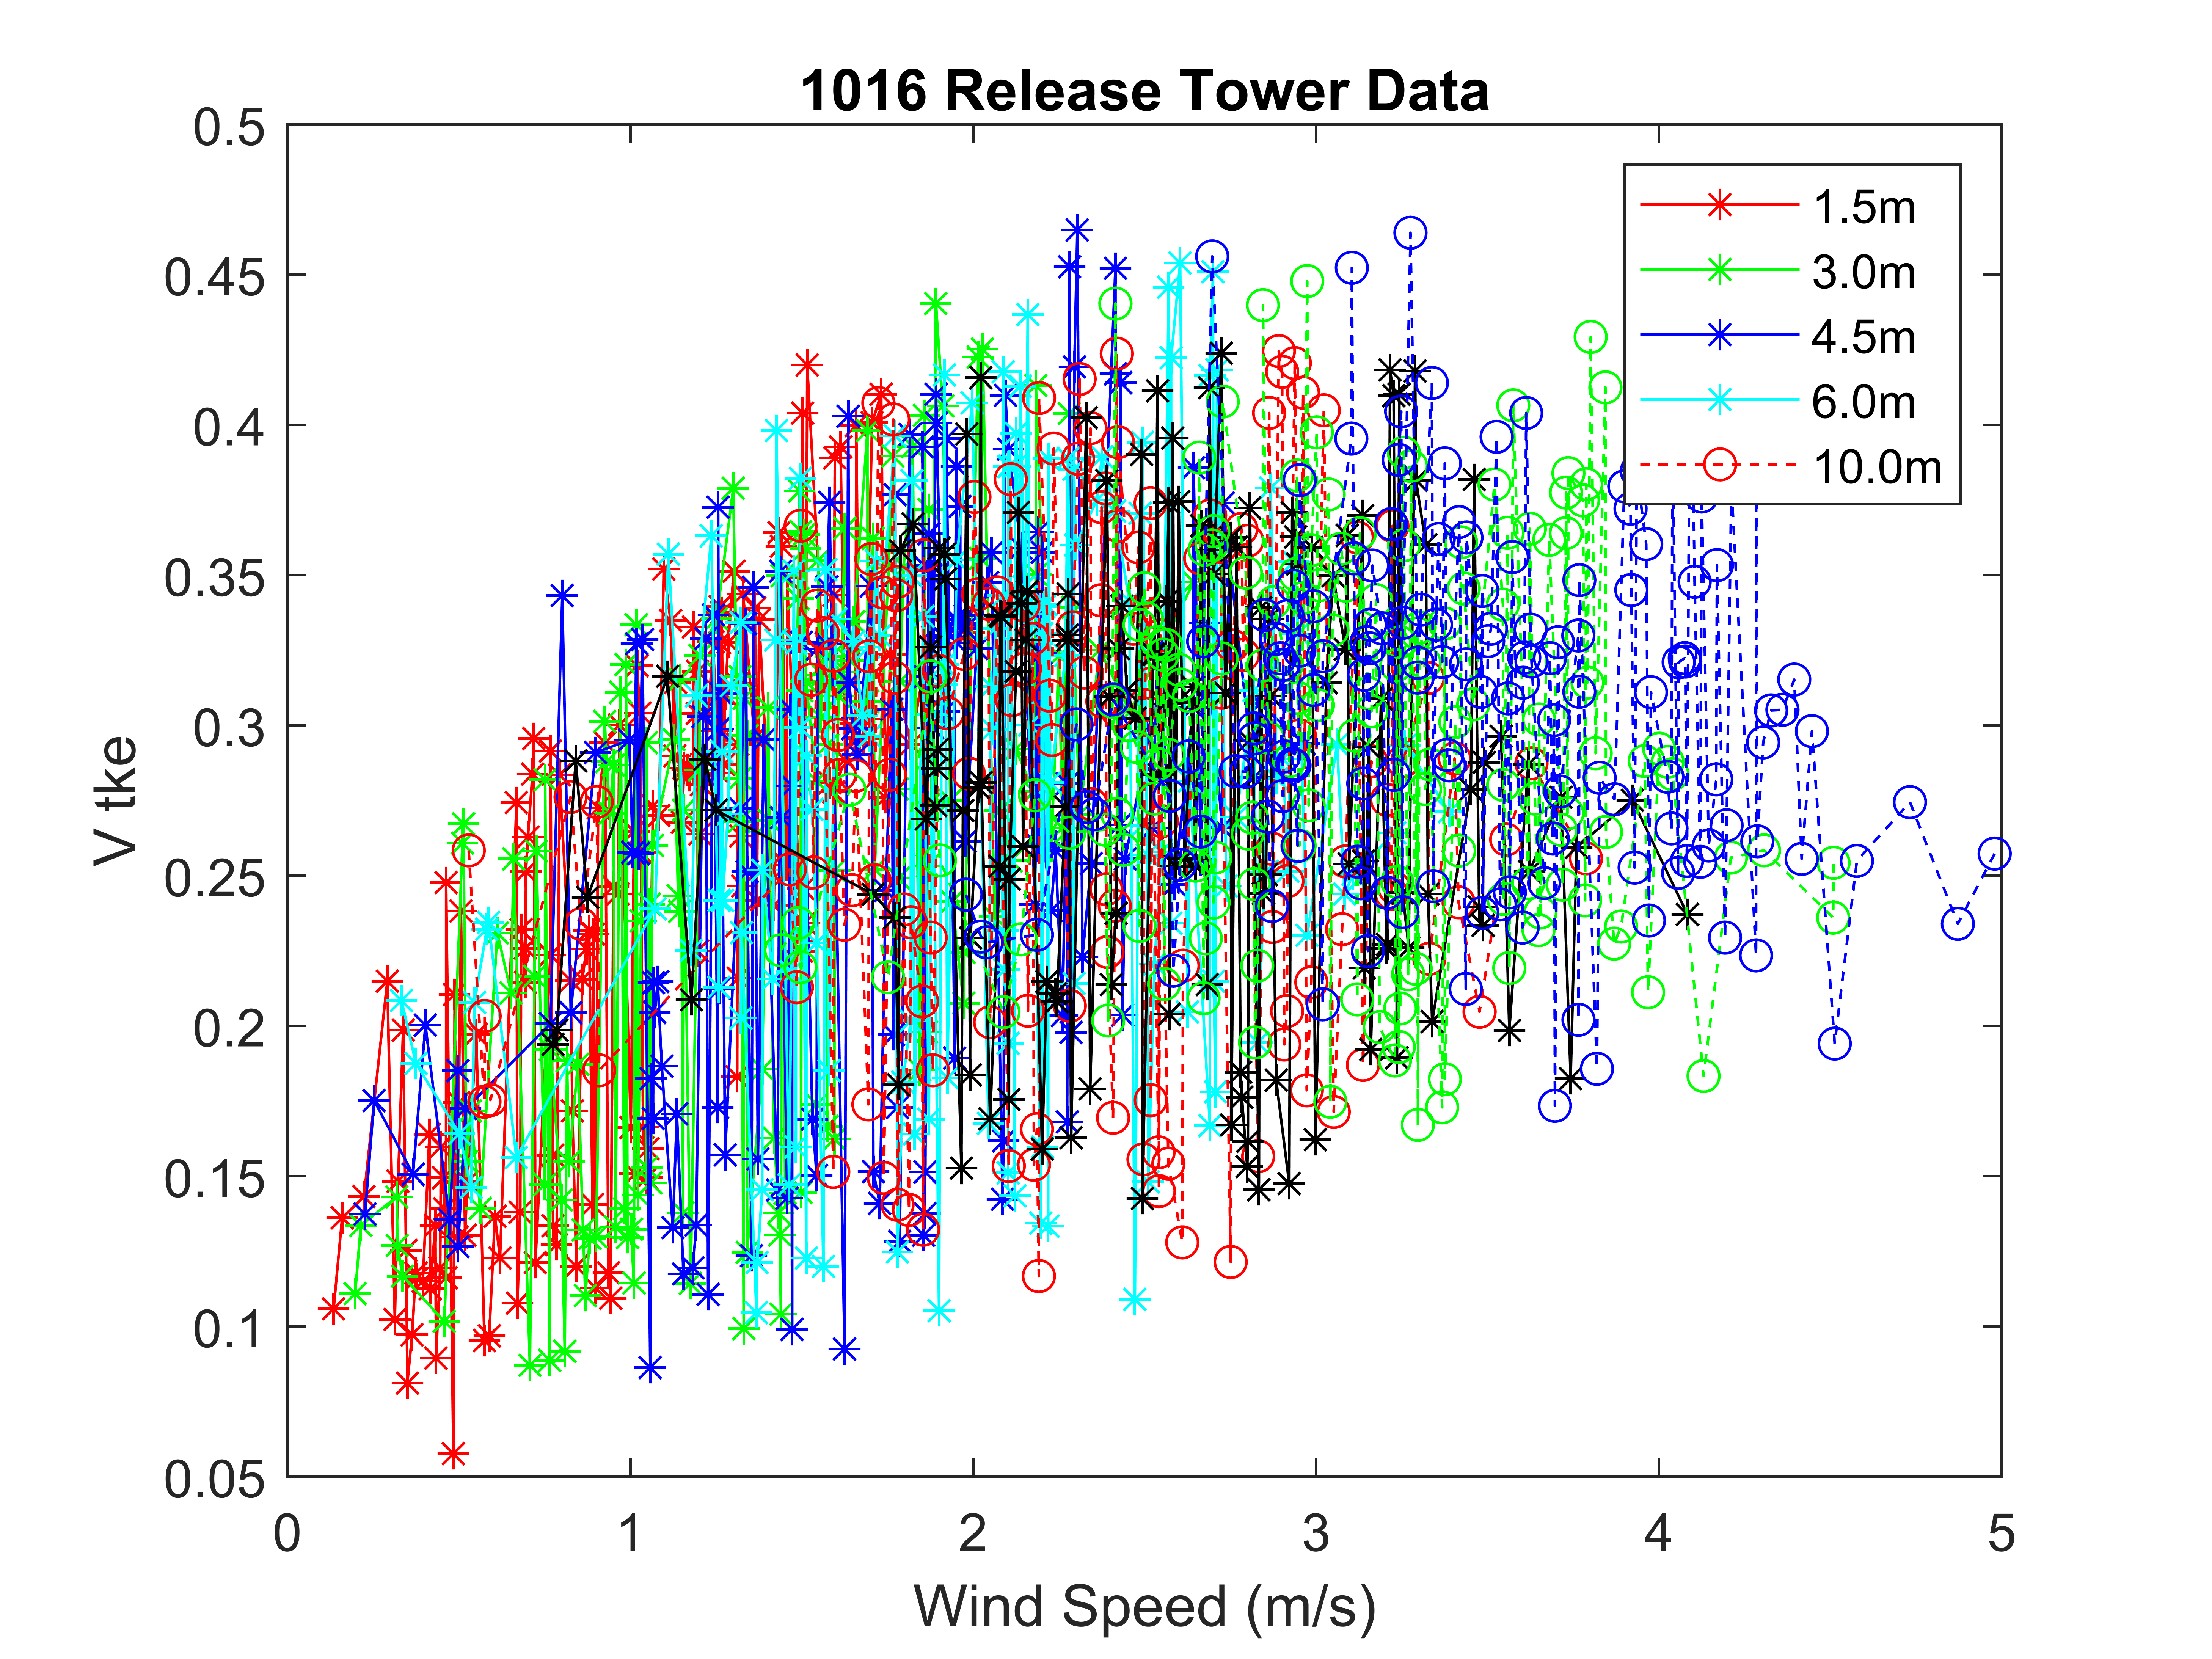 1016 Release Tower Data
0.5
0.45
0.4
0.35
0.3
0.25
0.2
0.15
0.1
0.05
V tke
0
1
2
3
4
5
Wind Speed (m/s)
1.5m
3.0m
4.5m
6.0m
10.0m